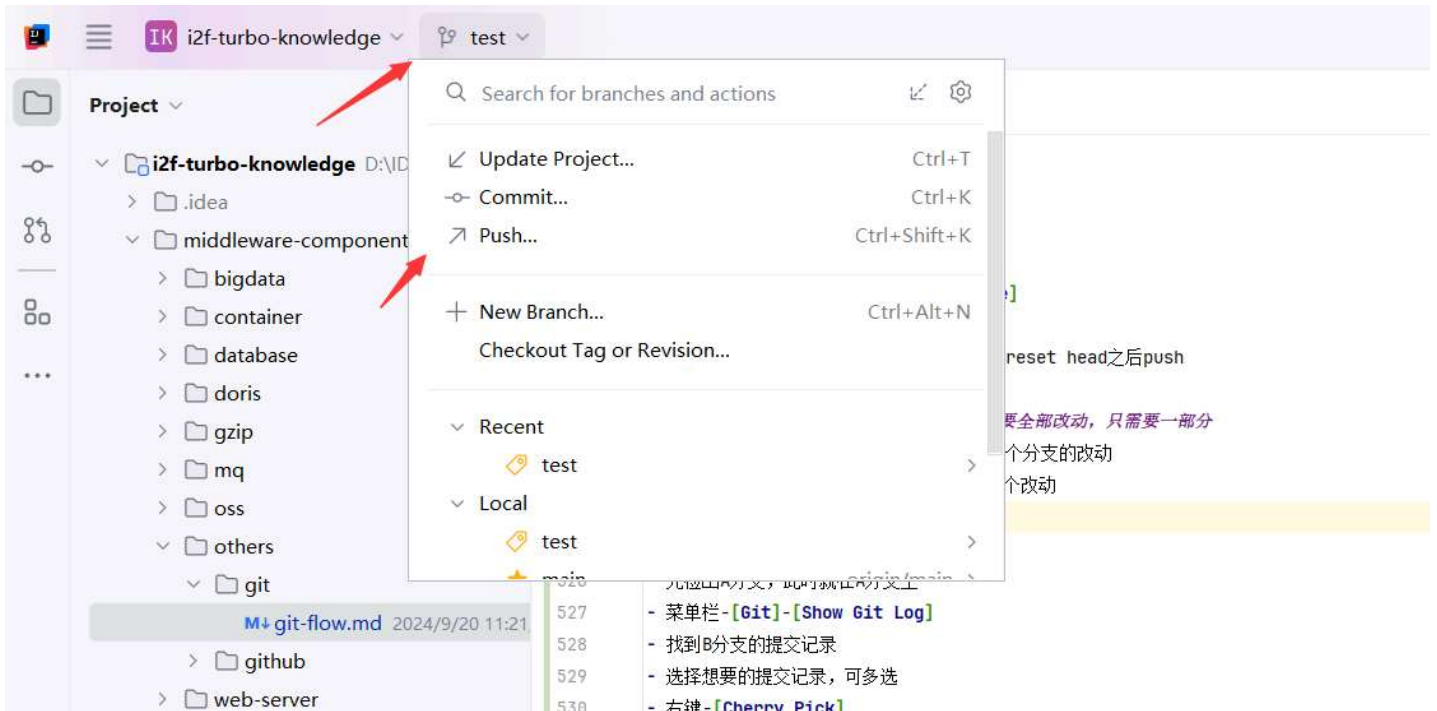 IK i2f-turbo-knowledge test
Search for branches and actions
Project
Update Project... Ctrl+T
i2f-turbo-knowledge D:\ID
Commit... Ctrl+K
.idea
Push... Ctrl+Shift+K
middleware-component
bigdata
New Branch... Ctrl+Alt+N
container
Checkout Tag or Revision...
database
reset head之后push
doris
Recent
gzip
要全部改动，只需要一部分
个分支的改动
test
mq
个改动
Local
oss
test
others
main origin/main
git
527 - 菜单栏-[Git]-[Show Git Log]
M↓ git-flow.md 2024/9/20 11:21
528 - 找到B分支的提交记录
github
529 - 选择想要的提交记录，可多选
web-server
530 - 右键-[Cherry Pick]